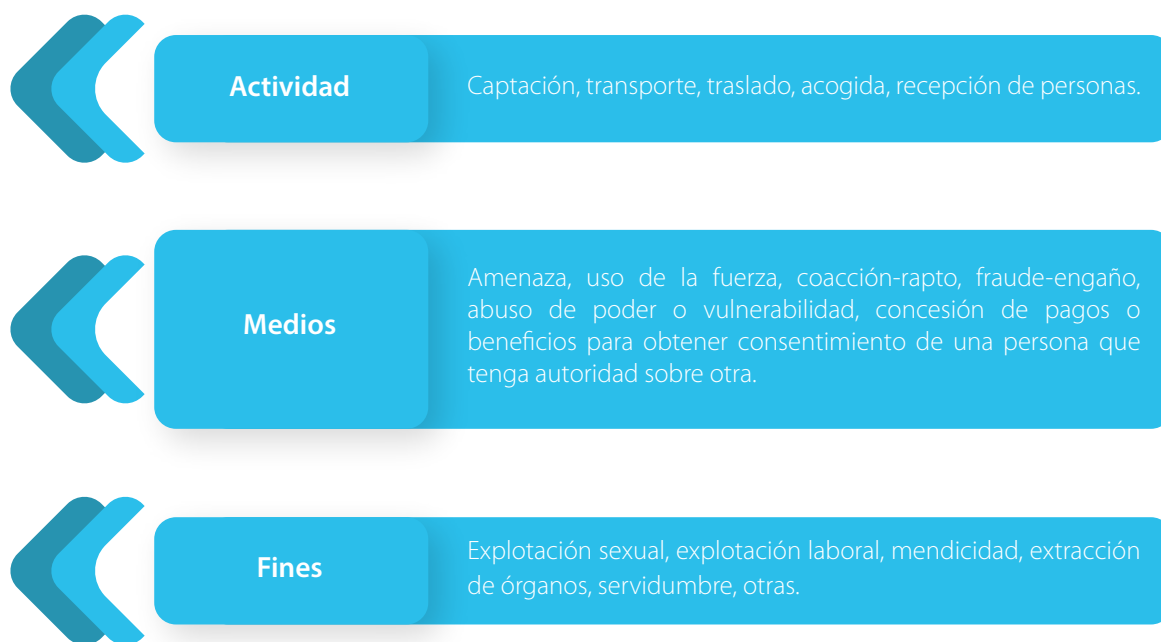 Actividad
Captación, transporte, traslado, acogida, recepción de personas.
Medios
Amenaza, uso de la fuerza, coacción-rapto, fraude-engaño,
abuso de poder o vulnerabilidad, concesión de pagos o
beneficios para obtener consentimiento de una persona que
tenga autoridad sobre otra.
Fines
Explotación sexual, explotación laboral, mendicidad, extracción
de órganos, servidumbre, otras.